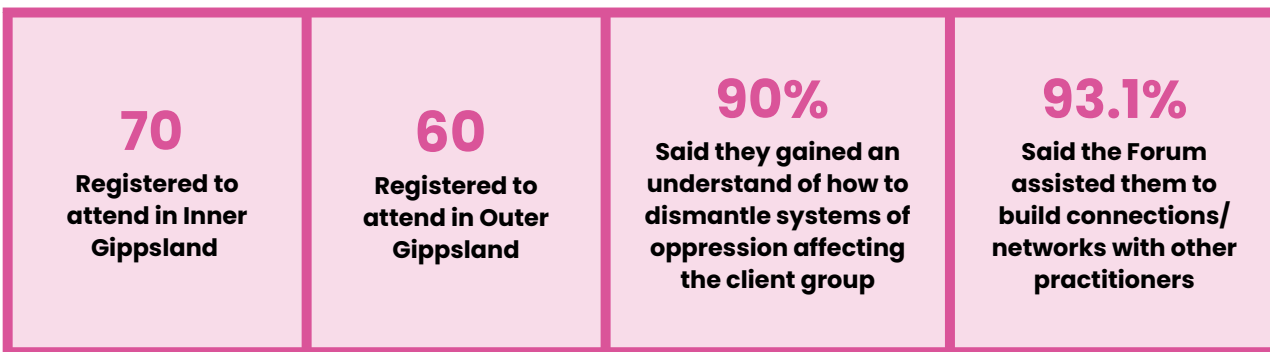 70
Registered to
attend in Inner
Gippsland
60
Registered to
attend in Outer
Gippsland
90%
Said they gained an
understand of how to
dismantle systems of
oppression affecting
the client group
93.1%
Said the Forum
assisted them to
build connections/
networks with other
practitioners